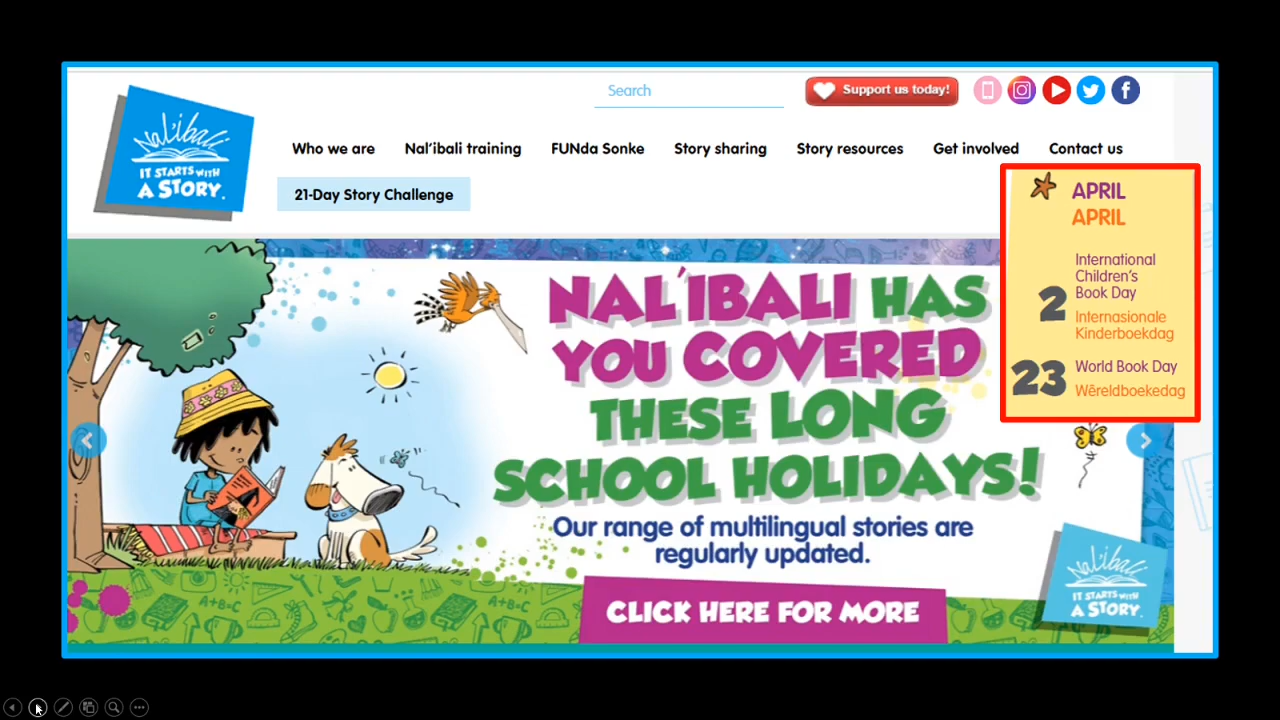 Search
Support us today!
Nal'ibali
IT STARTS WITH
A STORY.
Who we are Nal'ibali training FUNda Sonke Story sharing Story resources Get involved Contact us
21-Day Story Challenge
APRIL
APRIL
International
Children's
Book Day
2
Internasionale
Kinderboekdag
23
World Book Day
Wêreldboekedag
NAL'IBALI HAS
YOU COVERED
THESE LONG
SCHOOL HOLIDAYS!
Our range of multilingual stories are
regularly updated.
CLICK HERE FOR MORE
Nal'ibali
IT STARTS WITH
A STORY.
A+B=C
A+B=C